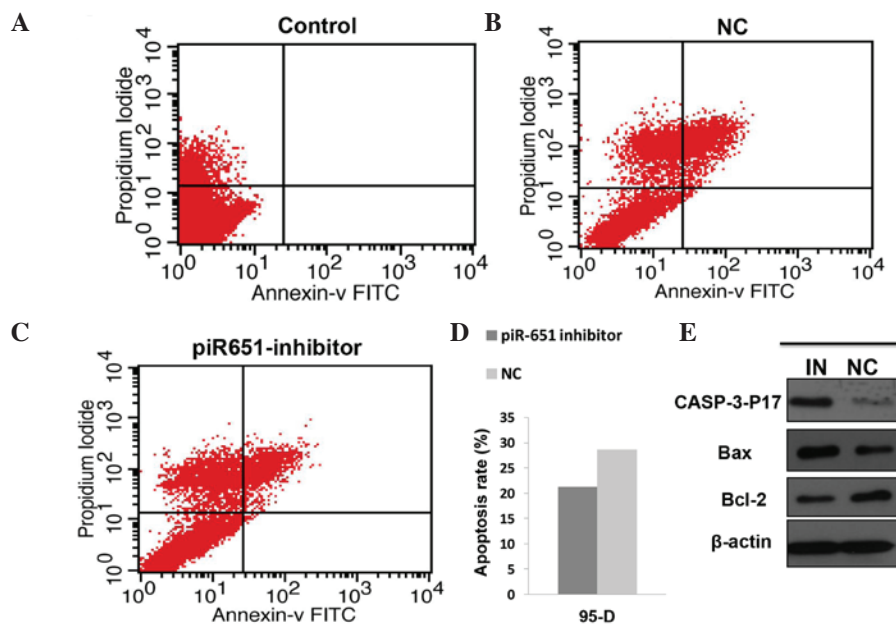 A
Control
Propidium Iodide
10^4
10^3
10^2
10^1
10^0
10^0 10^1 10^2 10^3 10^4
Annexin-v FITC
B
NC
Propidium Iodide
10^4
10^3
10^2
10^1
10^0
10^0 10^1 10^2 10^3 10^4
Annexin-v FITC
C
piR651-inhibitor
Propidium Iodide
10^4
10^3
10^2
10^1
10^0
10^0 10^1 10^2 10^3 10^4
Annexin-v FITC
D
piR-651 inhibitor
NC
Apoptosis rate (%)
35
30
25
20
15
10
5
0
95-D
E
IN NC
CASP-3-P17
Bax
Bcl-2
β-actin